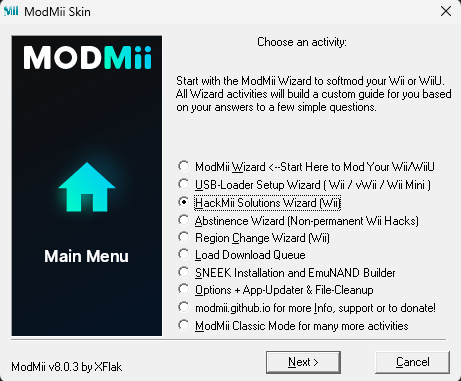 Mii ModMii Skin
MODMii
Main Menu
Choose an activity:
Start with the ModMii Wizard to softmod your Wii or WiiU.
All Wizard activities will build a custom guide for you based
on your answers to a few simple questions.
ModMii Wizard <--Start Here to Mod Your Wii/WiiU
USB-Loader Setup Wizard ( Wii / vWii / Wii Mini )
HackMii Solutions Wizard (Wii)
Abstinence Wizard (Non-permanent Wii Hacks)
Region Change Wizard (Wii)
Load Download Queue
SNEEK Installation and EmuNAND Builder
Options + App-Updater & File-Cleanup
modmii.github.io for more Info, support or to donate!
ModMii Classic Mode for many more activities
ModMii v8.0.3 by XFlak
Next >
Cancel